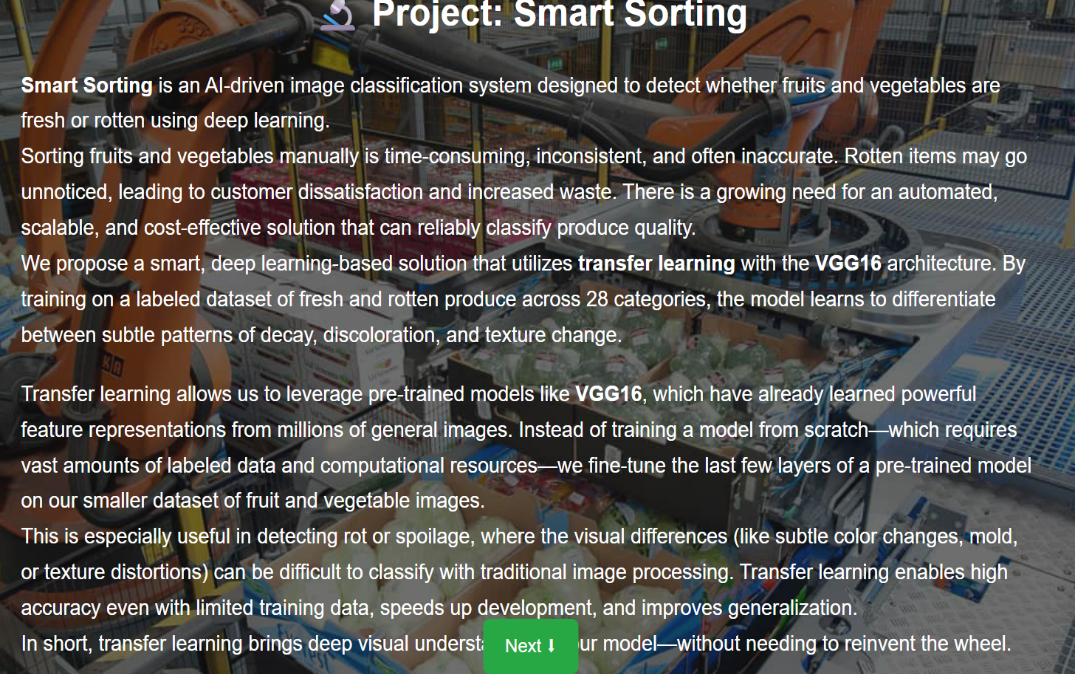 Project: Smart Sorting
Smart Sorting is an AI-driven image classification system designed to detect whether fruits and vegetables are
fresh or rotten using deep learning.
Sorting fruits and vegetables manually is time-consuming, inconsistent, and often inaccurate. Rotten items may go
unnoticed, leading to customer dissatisfaction and increased waste. There is a growing need for an automated,
scalable, and cost-effective solution that can reliably classify produce quality.
We propose a smart, deep learning-based solution that utilizes transfer learning with the VGG16 architecture. By
training on a labeled dataset of fresh and rotten produce across 28 categories, the model learns to differentiate
between subtle patterns of decay, discoloration, and texture change.
Transfer learning allows us to leverage pre-trained models like VGG16, which have already learned powerful
feature representations from millions of general images. Instead of training a model from scratch—which requires
vast amounts of labeled data and computational resources—we fine-tune the last few layers of a pre-trained model
on our smaller dataset of fruit and vegetable images.
This is especially useful in detecting rot or spoilage, where the visual differences (like subtle color changes, mold,
or texture distortions) can be difficult to classify with traditional image processing. Transfer learning enables high
accuracy even with limited training data, speeds up development, and improves generalization.
In short, transfer learning brings deep visual underst ur model—without needing to reinvent the wheel.
Next ⬇